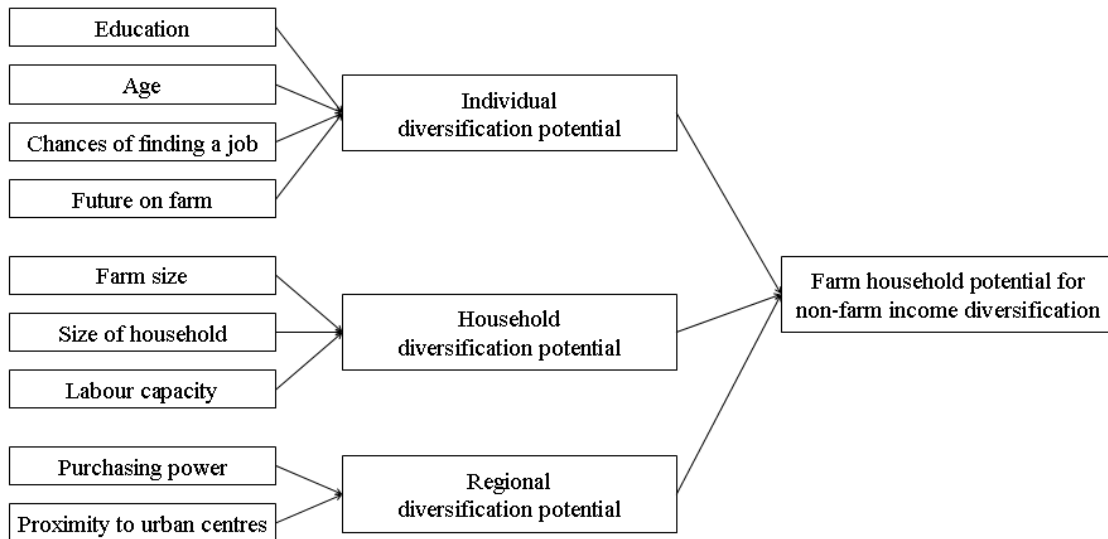 Education
Age
Chances of finding a job
Future on farm
Individual
diversification potential
Farm size
Size of household
Labour capacity
Household
diversification potential
Purchasing power
Proximity to urban centres
Regional
diversification potential
Farm household potential for
non-farm income diversification